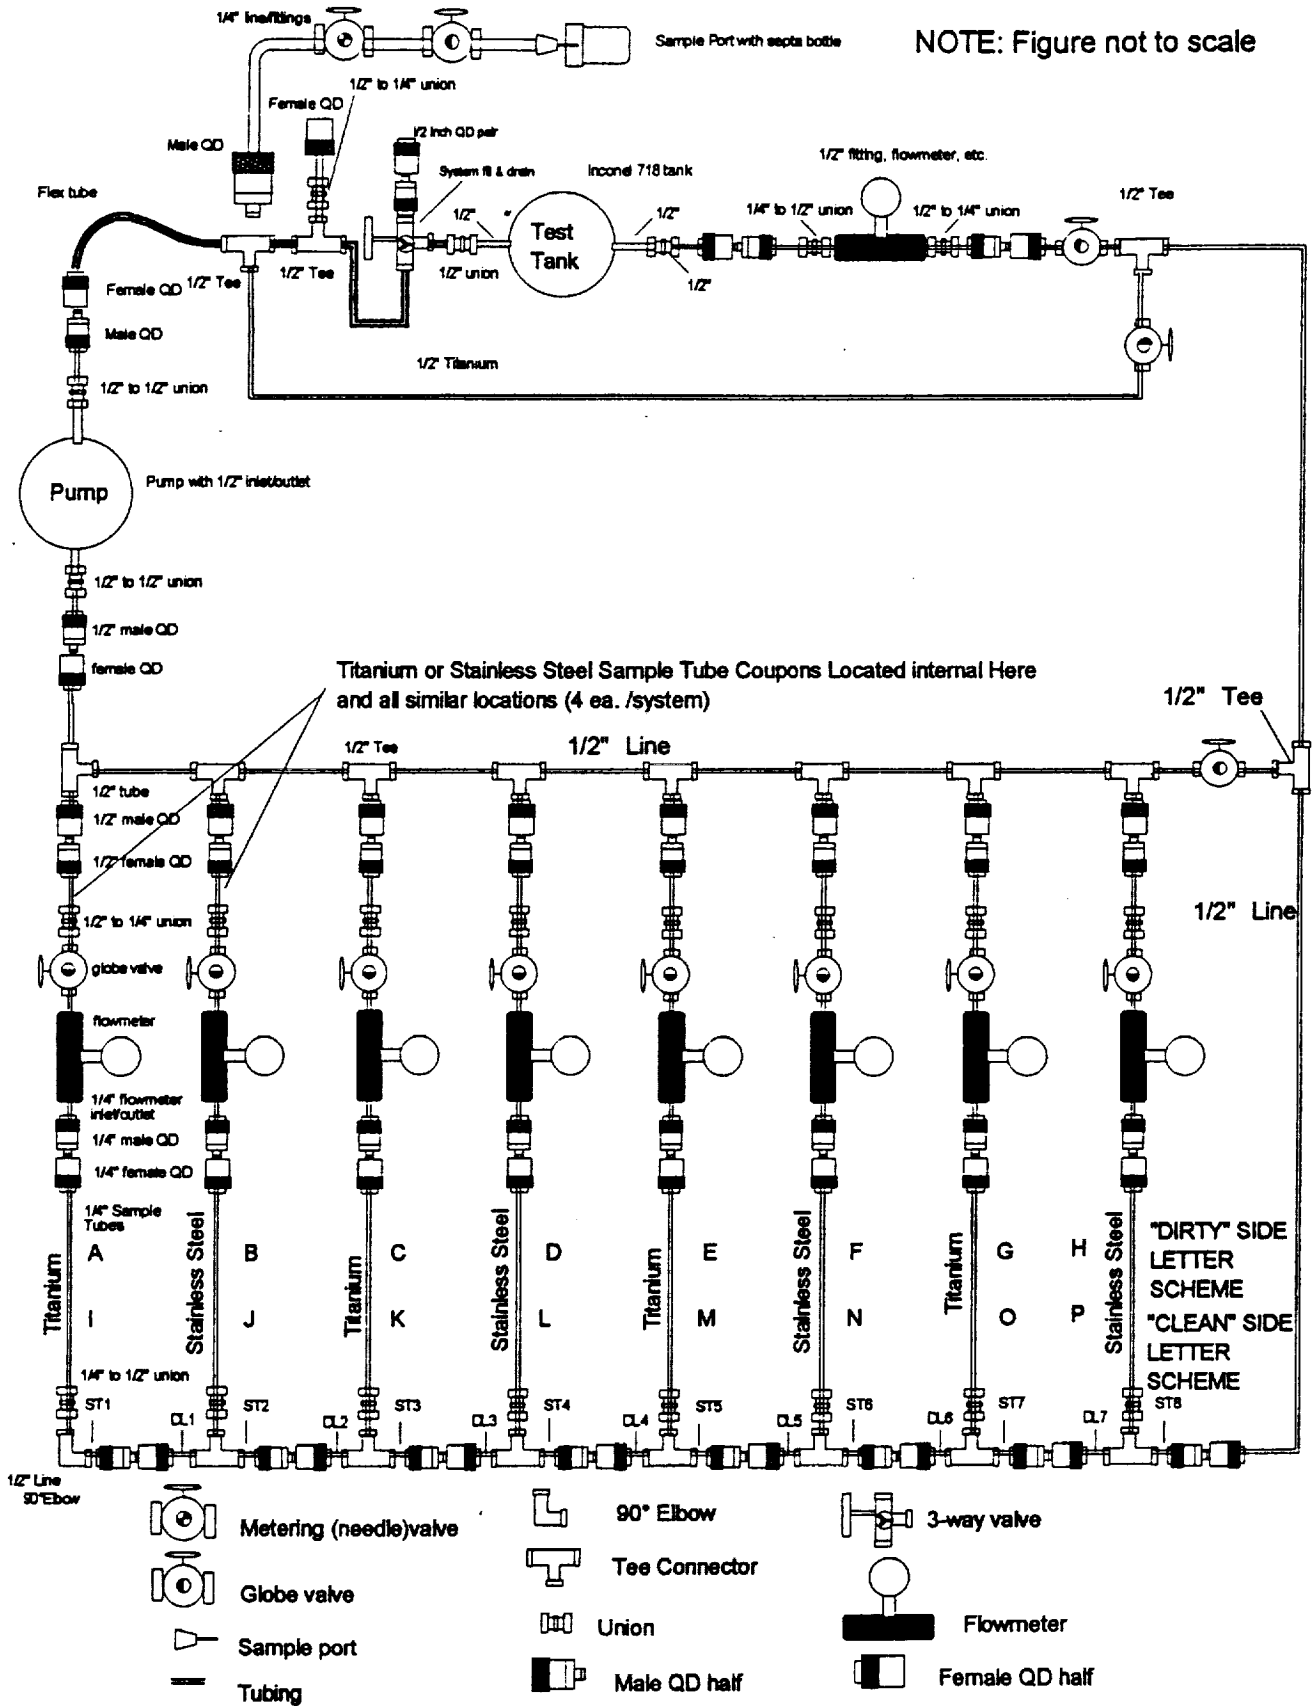 1/4" line/fittings
Sample Port with septa bottle
NOTE: Figure not to scale
1/2" to 1/4" union
Female QD
1/2 inch QD pair
Male QD
System fill & drain
Inconel 718 tank
1/2" fitting, flowmeter, etc.
Flex tube
1/2"
Test
Tank
1/2"
1/4" to 1/2" union
1/2" to 1/4" union
1/2" Tee
Female QD
1/2" Tee
1/2" Tee
1/2" union
1/2"
Male QD
1/2" Titanium
1/2" to 1/2" union
Pump
Pump with 1/2" inlet/outlet
1/2" to 1/2" union
1/2" male QD
female QD
Titanium or Stainless Steel Sample Tube Coupons Located internal Here
and all similar locations (4 ea. /system)
1/2" Tee
1/2" Tee
1/2" Line
1/2" tube
1/2" male QD
1/2" female QD
1/2" to 1/4" union
1/2" Line
globe valve
flowmeter
1/4" flowmeter
inlet/outlet
1/4" male QD
1/4" female QD
1/4" Sample
Tubes
Titanium
A
I
Stainless Steel
B
J
Titanium
C
K
Stainless Steel
D
L
Titanium
E
M
Stainless Steel
F
N
Titanium
G
O
H
P
Stainless Steel
"DIRTY" SIDE
LETTER
SCHEME
"CLEAN" SIDE
LETTER
SCHEME
1/4" to 1/2" union
ST1
DL1
ST2
DL2
ST3
DL3
ST4
DL4
ST5
DL5
ST6
DL6
ST7
DL7
ST8
1/2" Line
90°Elbow
Metering (needle)valve
90° Elbow
3-way valve
Globe valve
Tee Connector
Sample port
Union
Flowmeter
Tubing
Male QD half
Female QD half